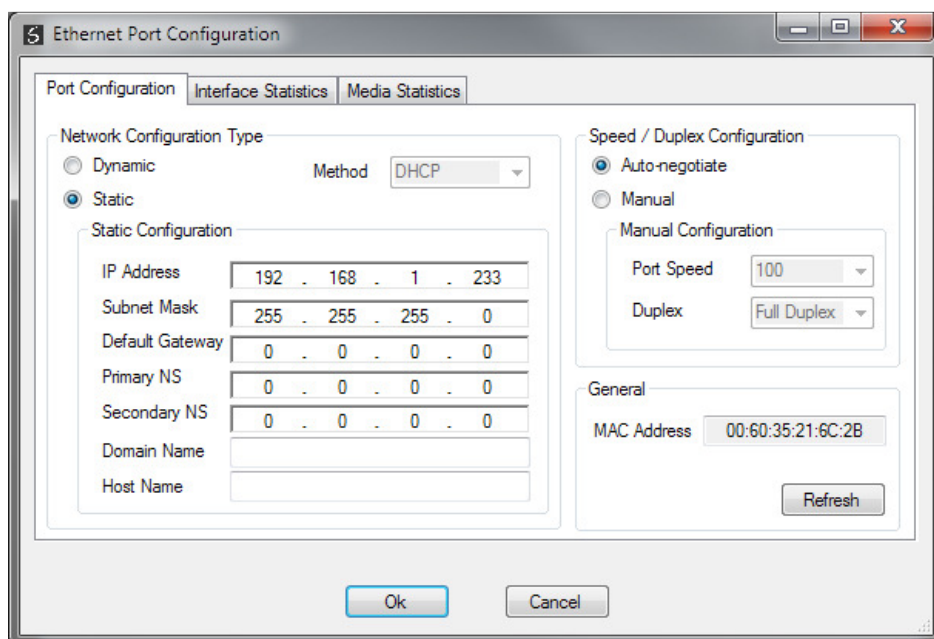 Ethernet Port Configuration
Port Configuration
Interface Statistics
Media Statistics
Network Configuration Type
Dynamic
Method
DHCP
Static
Static Configuration
IP Address
192 . 168 . 1 . 233
Subnet Mask
255 . 255 . 255 . 0
Default Gateway
0 . 0 . 0 . 0
Primary NS
0 . 0 . 0 . 0
Secondary NS
0 . 0 . 0 . 0
Domain Name
Host Name
Speed / Duplex Configuration
Auto-negotiate
Manual
Manual Configuration
Port Speed
100
Duplex
Full Duplex
General
MAC Address
00:60:35:21:6C:2B
Refresh
Ok
Cancel